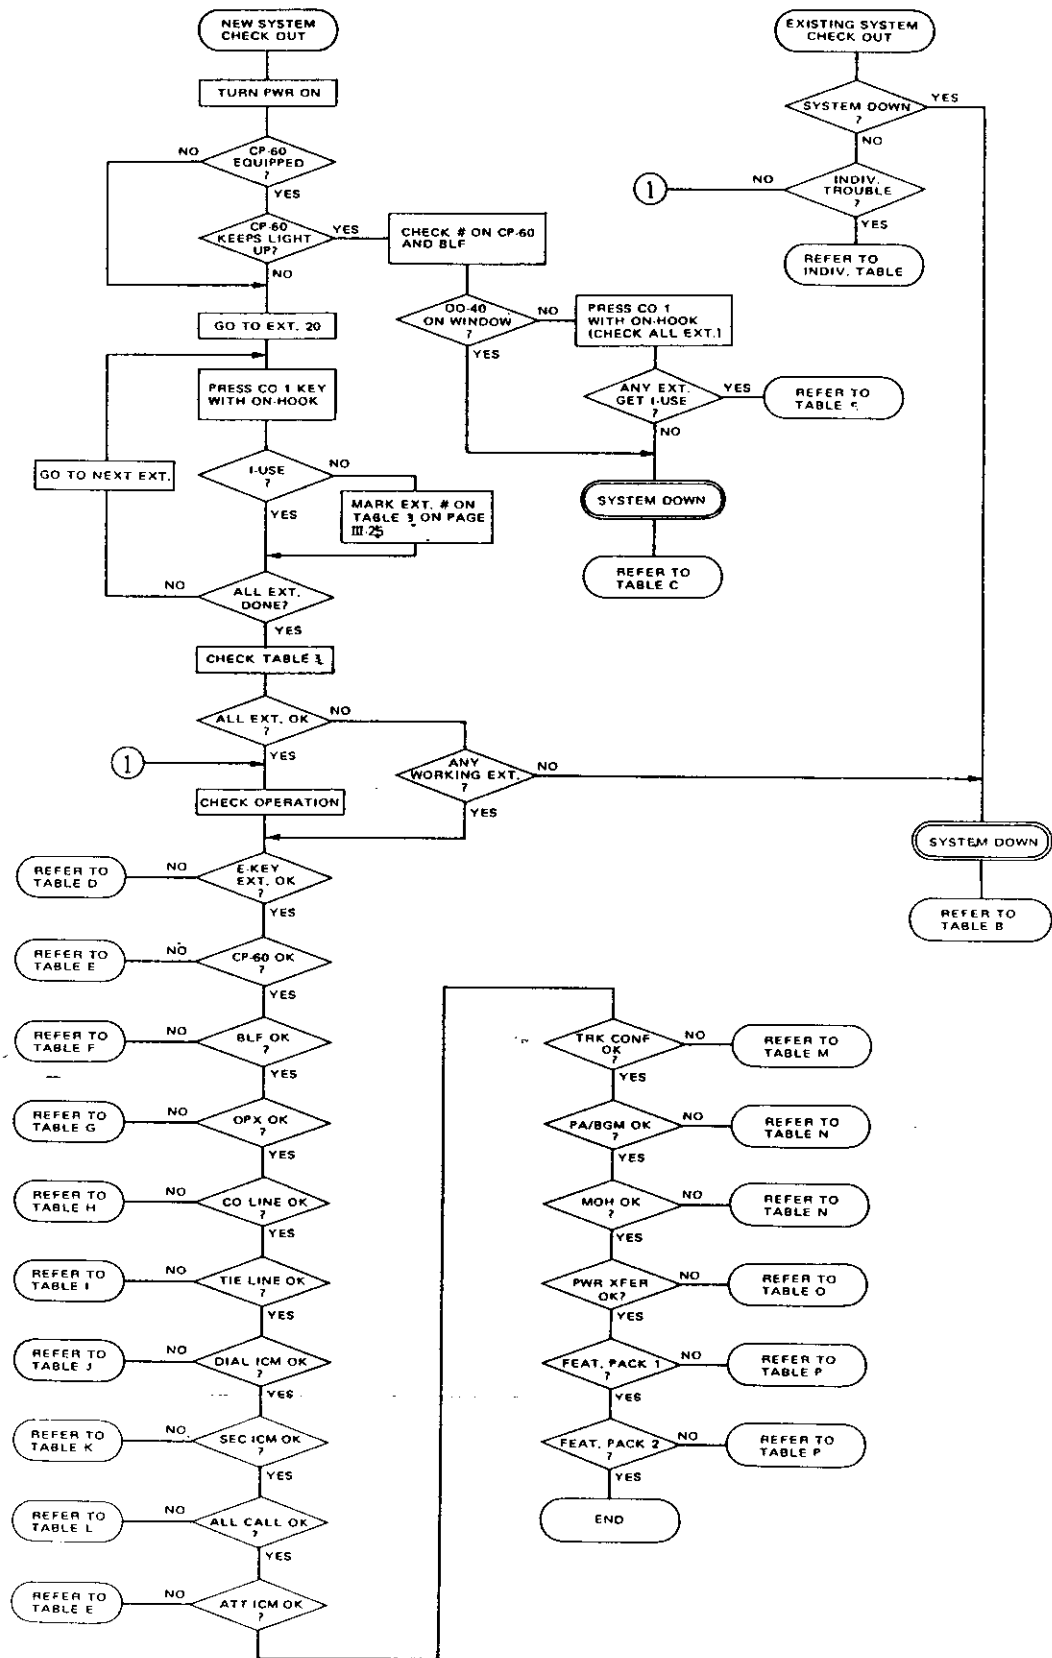 NEW SYSTEM
CHECK OUT
TURN PWR ON
CP-60
EQUIPPED
?
NO
YES
CP-60
KEEPS LIGHT
UP?
YES
NO
CHECK # ON CP-60
AND BLF
GO TO EXT. 20
OO-40
ON WINDOW
?
NO
YES
PRESS CO 1
WITH ON-HOOK
(CHECK ALL EXT.)
PRESS CO 1 KEY
WITH ON-HOOK
ANY EXT.
GET I-USE
?
YES
NO
REFER TO
TABLE
GO TO NEXT EXT.
I-USE
?
NO
YES
MARK EXT. # ON
TABLE 3 ON PAGE
III-25
SYSTEM DOWN
REFER TO
TABLE C
ALL EXT.
DONE?
NO
YES
CHECK TABLE
ALL EXT. OK
?
NO
YES
1
ANY
WORKING EXT.
?
NO
YES
CHECK OPERATION
EXISTING SYSTEM
CHECK OUT
SYSTEM DOWN
?
YES
NO
INDIV.
TROUBLE
?
NO
YES
1
REFER TO
INDIV. TABLE
SYSTEM DOWN
REFER TO
TABLE B
E-KEY
EXT. OK
?
NO
YES
REFER TO
TABLE D
CP-60 OK
?
NO
YES
REFER TO
TABLE E
BLF OK
?
NO
YES
REFER TO
TABLE F
OPX OK
?
NO
YES
REFER TO
TABLE G
CO LINE OK
?
NO
YES
REFER TO
TABLE H
TIE LINE OK
?
NO
YES
REFER TO
TABLE I
DIAL ICM OK
?
NO
YES
REFER TO
TABLE J
SEC ICM OK
?
NO
YES
REFER TO
TABLE K
ALL CALL OK
?
NO
YES
REFER TO
TABLE L
ATT ICM OK
?
NO
REFER TO
TABLE E
TRK CONF
OK
?
NO
YES
REFER TO
TABLE M
PA/BGM OK
?
NO
YES
REFER TO
TABLE N
MOH OK
?
NO
YES
REFER TO
TABLE N
PWR XFER
OK?
NO
YES
REFER TO
TABLE O
FEAT. PACK 1
?
NO
YES
REFER TO
TABLE P
FEAT. PACK 2
?
NO
YES
REFER TO
TABLE P
END